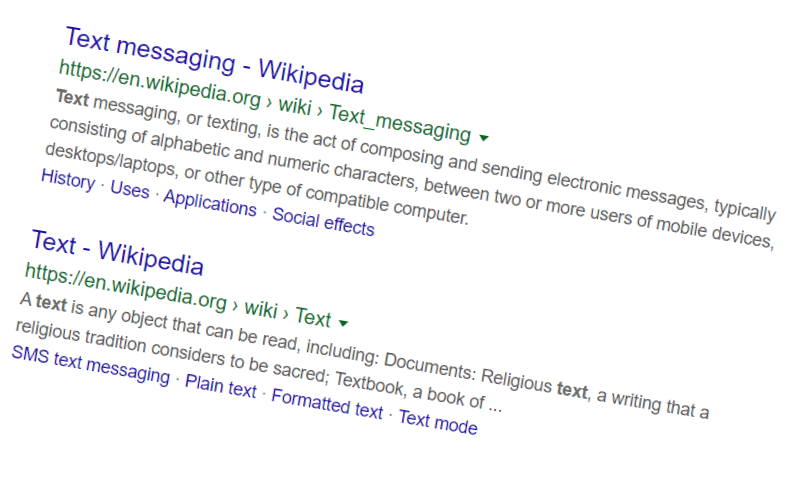 Text messaging - Wikipedia
https://en.wikipedia.org › wiki › Text_messaging
Text messaging, or texting, is the act of composing and sending electronic messages, typically
consisting of alphabetic and numeric characters, between two or more users of mobile devices,
desktops/laptops, or other type of compatible computer.
History · Uses · Applications · Social effects
Text - Wikipedia
https://en.wikipedia.org › wiki › Text
A text is any object that can be read, including: Documents: Religious text, a writing that a
religious tradition considers to be sacred; Textbook, a book of ...
SMS text messaging · Plain text · Formatted text · Text mode